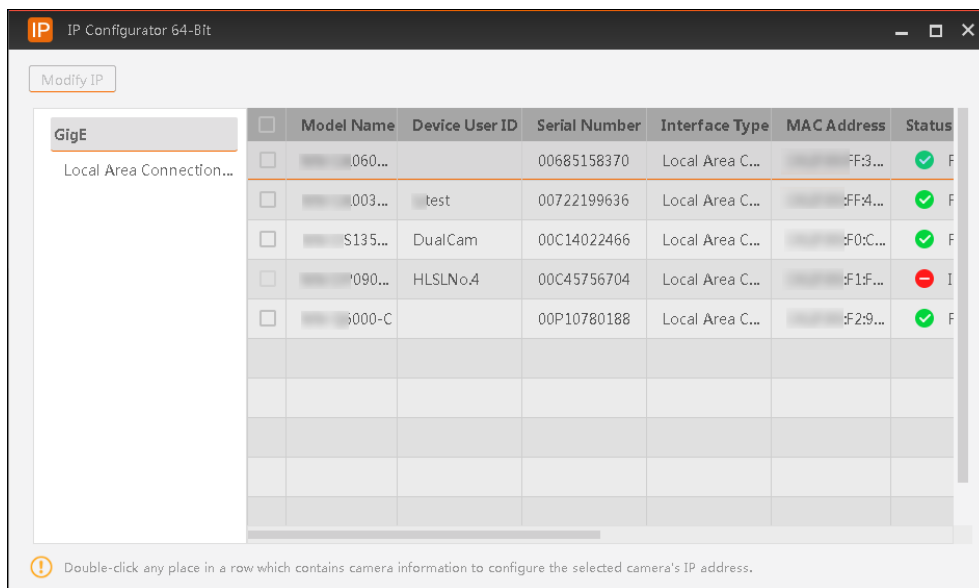 IP IP Configurator 64-Bit
Modify IP
GigE
Local Area Connection...
Model Name Device User ID Serial Number Interface Type MAC Address Status
060... 00685158370 Local Area C... FF:3... F
003... test 00722199636 Local Area C... :FF:4... F
S135... DualCam 00C14022466 Local Area C... :F0:C... F
090... HLSLNo.4 00C45756704 Local Area C... :F1:F... I
000-C 00P10780188 Local Area C... :F2:9... F
Double-click any place in a row which contains camera information to configure the selected camera's IP address.